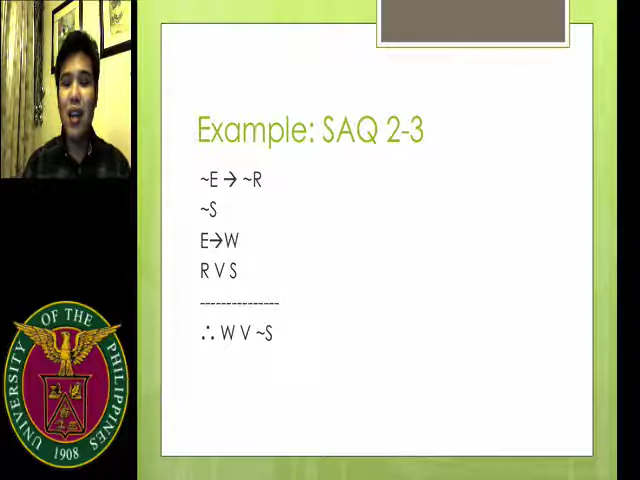 Example: SAQ 2-3
~E → ~R
~S
E→W
R V S
---------------
∴ W V ~S
UNIVERSITY OF THE PHILIPPINES
1908